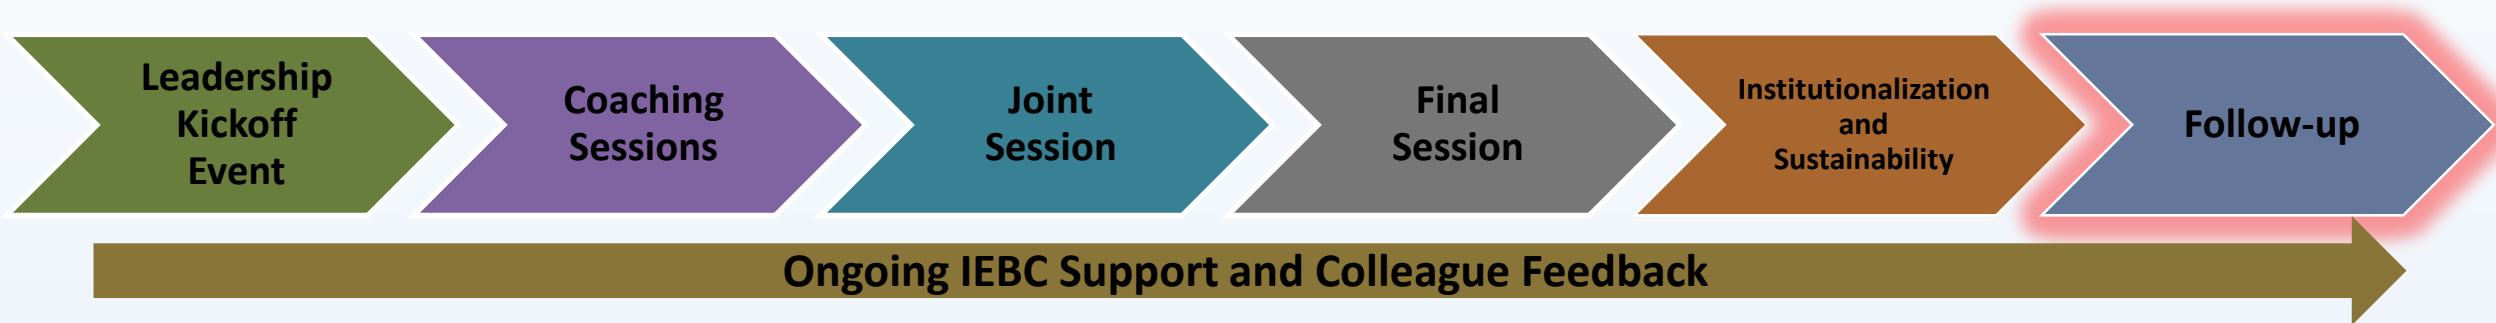 Leadership
Kickoff
Event
Coaching
Sessions
Joint
Session
Final
Session
Institutionalization
and
Sustainability
Follow-up
Ongoing IEBC Support and Colleague Feedback